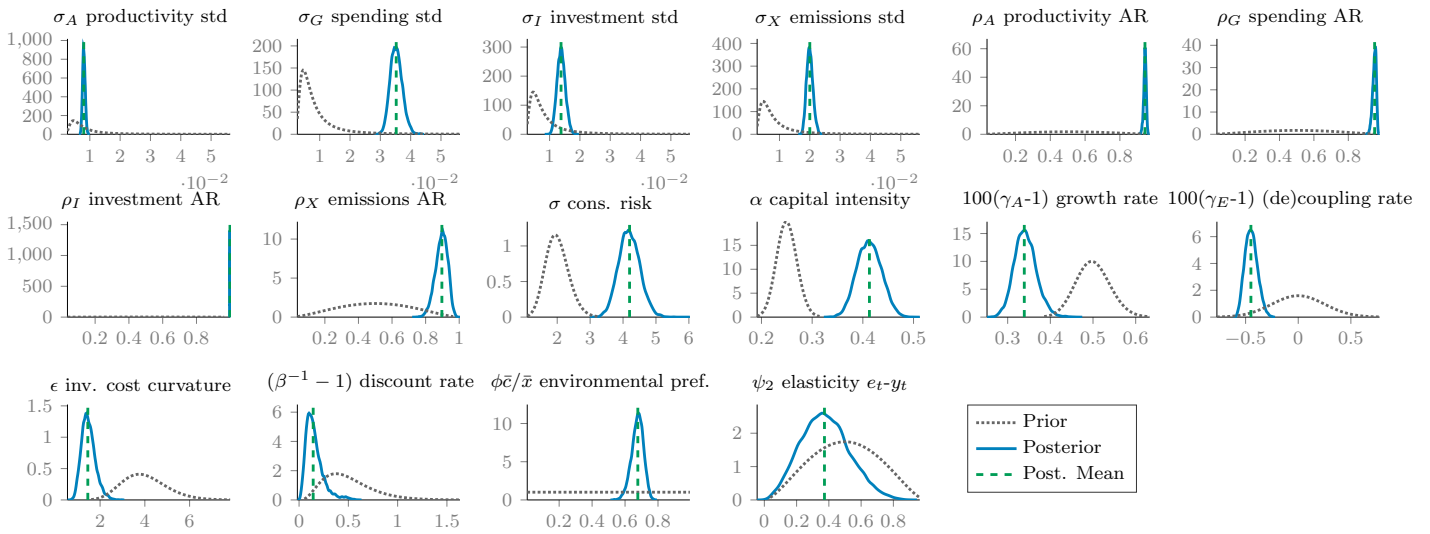 σ_A productivity std
1,000
800
600
400
200
0
1 2 3 4 5
·10⁻²
σ_G spending std
200
150
100
50
0
1 2 3 4 5
·10⁻²
σ_I investment std
300
200
100
0
1 2 3 4 5
·10⁻²
σ_X emissions std
400
300
200
100
0
1 2 3 4 5
·10⁻²
ρ_A productivity AR
60
40
20
0
0.2 0.4 0.6 0.8
ρ_G spending AR
40
30
20
10
0
0.2 0.4 0.6 0.8
ρ_I investment AR
1,500
1,000
500
0
0.2 0.4 0.6 0.8
ρ_X emissions AR
10
5
0
0.2 0.4 0.6 0.8 1
σ cons. risk
1
0.5
0
2 3 4 5 6
α capital intensity
15
10
5
0
0.2 0.3 0.4 0.5
100(γ_A-1) growth rate
15
10
5
0
0.3 0.4 0.5 0.6
100(γ_E-1) (de)coupling rate
6
4
2
0
−0.5 0 0.5
ϵ inv. cost curvature
1.5
1
0.5
0
2 4 6
(β⁻¹ − 1) discount rate
6
4
2
0
0 0.5 1 1.5
ϕc̄/x̄ environmental pref.
10
5
0
0.2 0.4 0.6 0.8
ψ₂ elasticity e_t-y_t
2
1
0
0 0.2 0.4 0.6 0.8
Prior
Posterior
Post. Mean